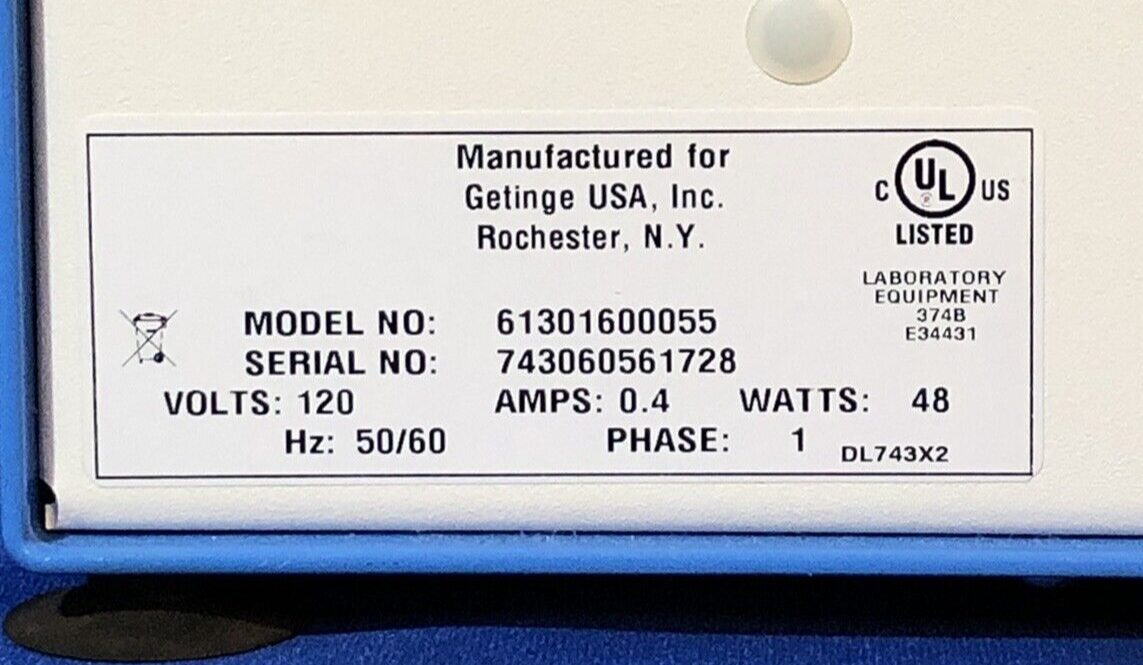 Manufactured for
Getinge USA, Inc.
Rochester, N.Y.
C UL US
®
LISTED
LABORATORY
EQUIPMENT
374B
E34431
MODEL NO: 61301600055
SERIAL NO: 743060561728
VOLTS: 120 AMPS: 0.4 WATTS: 48
Hz: 50/60 PHASE: 1 DL743X2